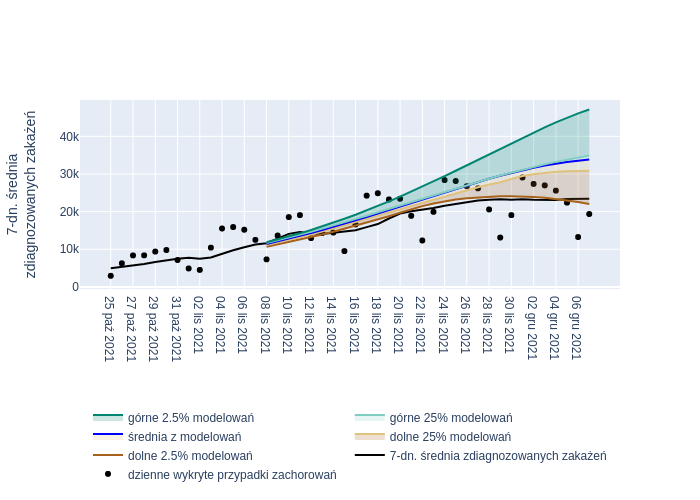 7-dn. średnia
zdiagnozowanych zakażeń
40k
30k
20k
10k
0
25 paź 2021
27 paź 2021
29 paź 2021
31 paź 2021
02 lis 2021
04 lis 2021
06 lis 2021
08 lis 2021
10 lis 2021
12 lis 2021
14 lis 2021
16 lis 2021
18 lis 2021
20 lis 2021
22 lis 2021
24 lis 2021
26 lis 2021
28 lis 2021
30 lis 2021
02 gru 2021
04 gru 2021
06 gru 2021
górne 2.5% modelowań
górne 25% modelowań
średnia z modelowań
dolne 25% modelowań
dolne 2.5% modelowań
7-dn. średnia zdiagnozowanych zakażeń
dzienne wykryte przypadki zachorowań